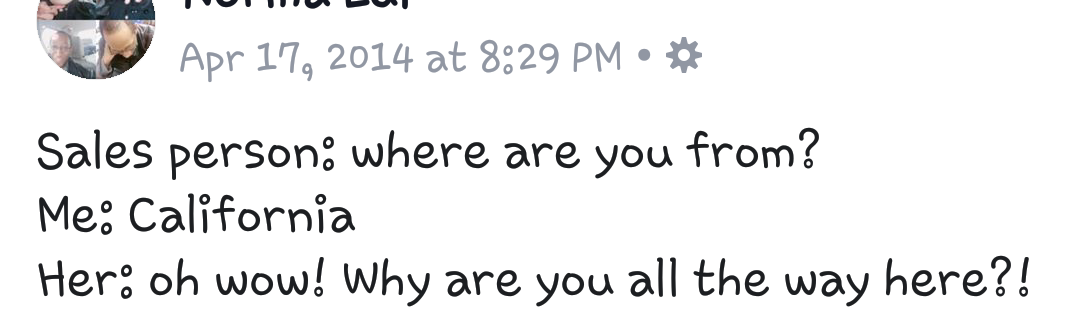 Apr 17, 2014 at 8:29 PM •
Sales person: where are you from?
Me: California
Her: oh wow! Why are you all the way here?!